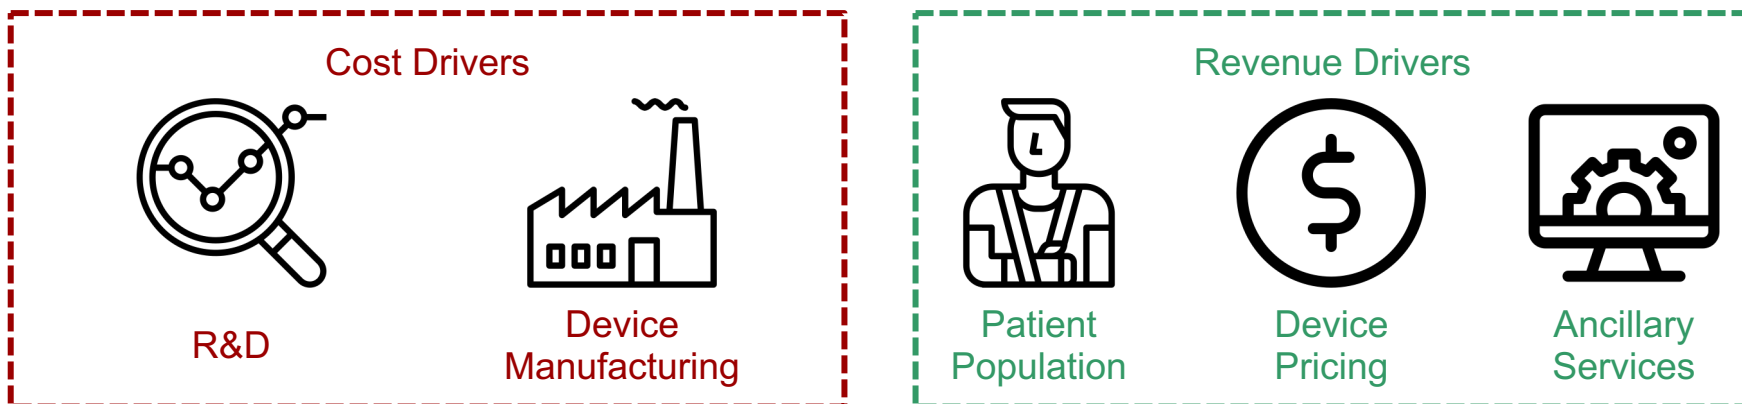 Cost Drivers
R&D
Device
Manufacturing
Revenue Drivers
Patient
Population
Device
Pricing
Ancillary
Services